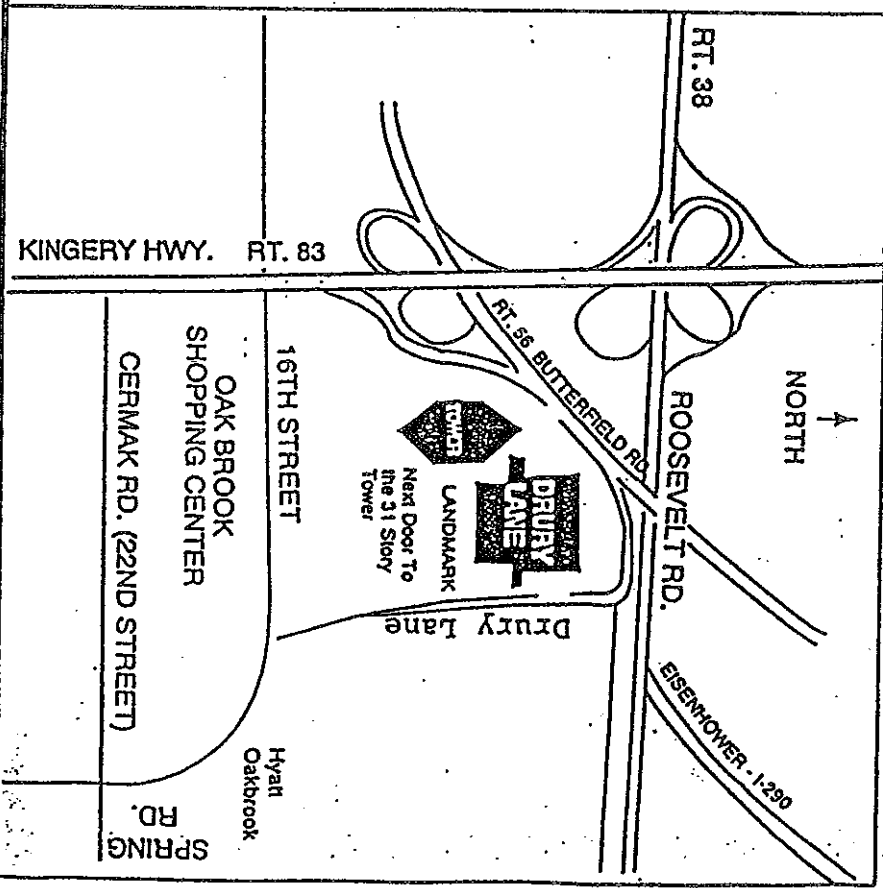 RT. 38
KINGERY HWY. RT. 83
NORTH
RT. 56 BUTTERFIELD RD.
ROOSEVELT RD.
EISENHOWER - I-290
TOWER
DRURY
LANE
LANDMARK
Next Door To
the 31 Story
Tower
Drury Lane
16TH STREET
OAK BROOK
SHOPPING CENTER
CERMAK RD. (22ND STREET)
Hyatt
Oakbrook
SPRING
RD.